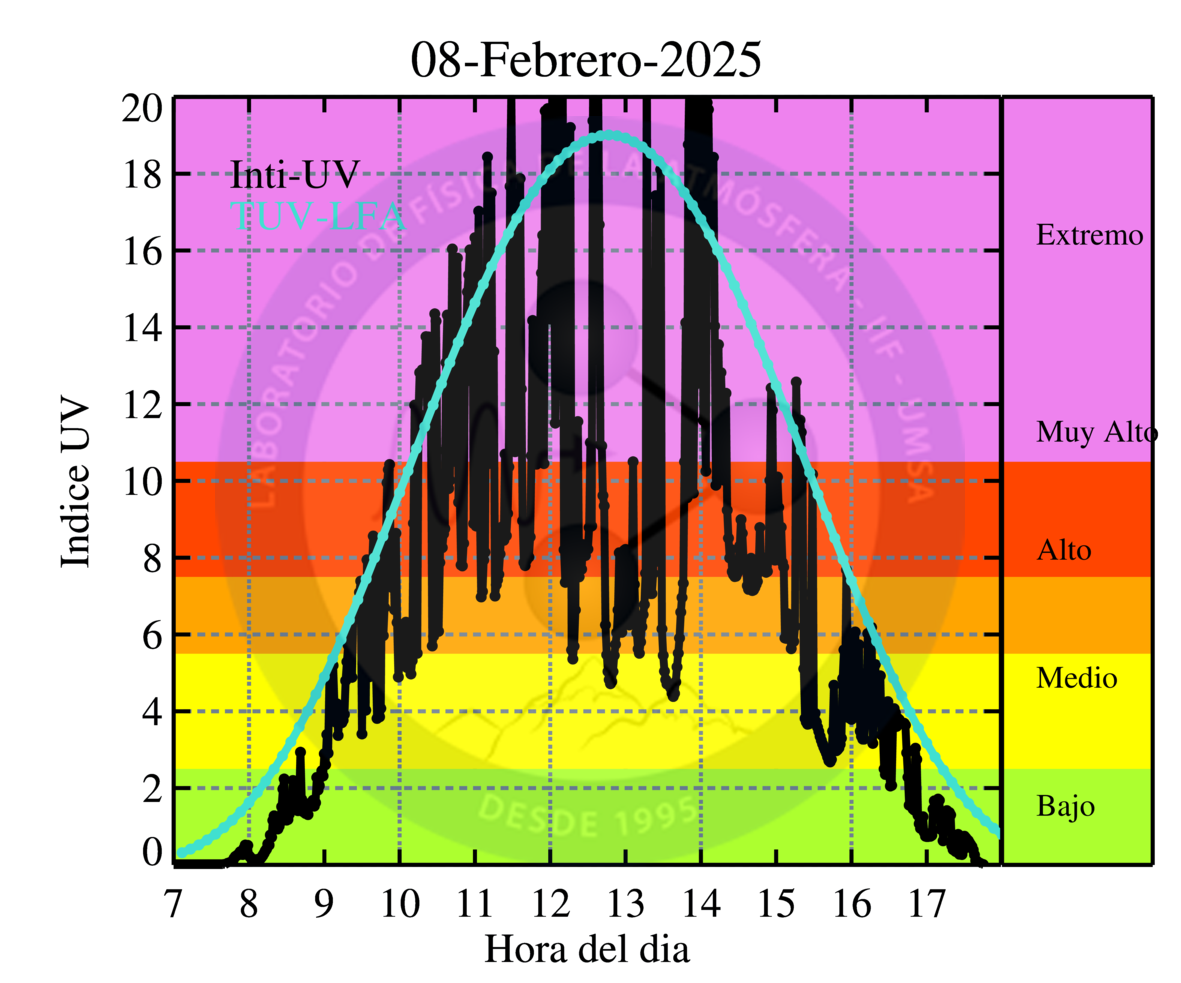 08-Febrero-2025
Indice UV
20
18
16
14
12
10
8
6
4
2
0
Inti-UV
TUV-LFA
LABORATORIO DE FÍSICA DE LA ATMÓSFERA - IIF - UMSA
DESDE 1995
Extremo
Muy Alto
Alto
Medio
Bajo
7 8 9 10 11 12 13 14 15 16 17
Hora del dia